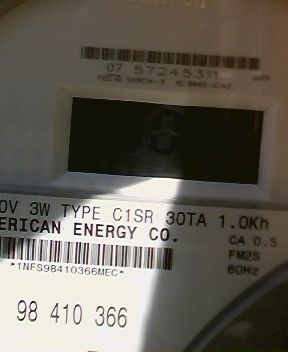 07 57245311
0V 3W TYPE C1SR 30TA 1.0Kh
ERICAN ENERGY CO.
CA 0.5
FM2S
60Hz
*1NFS98410366MEC*
98 410 366